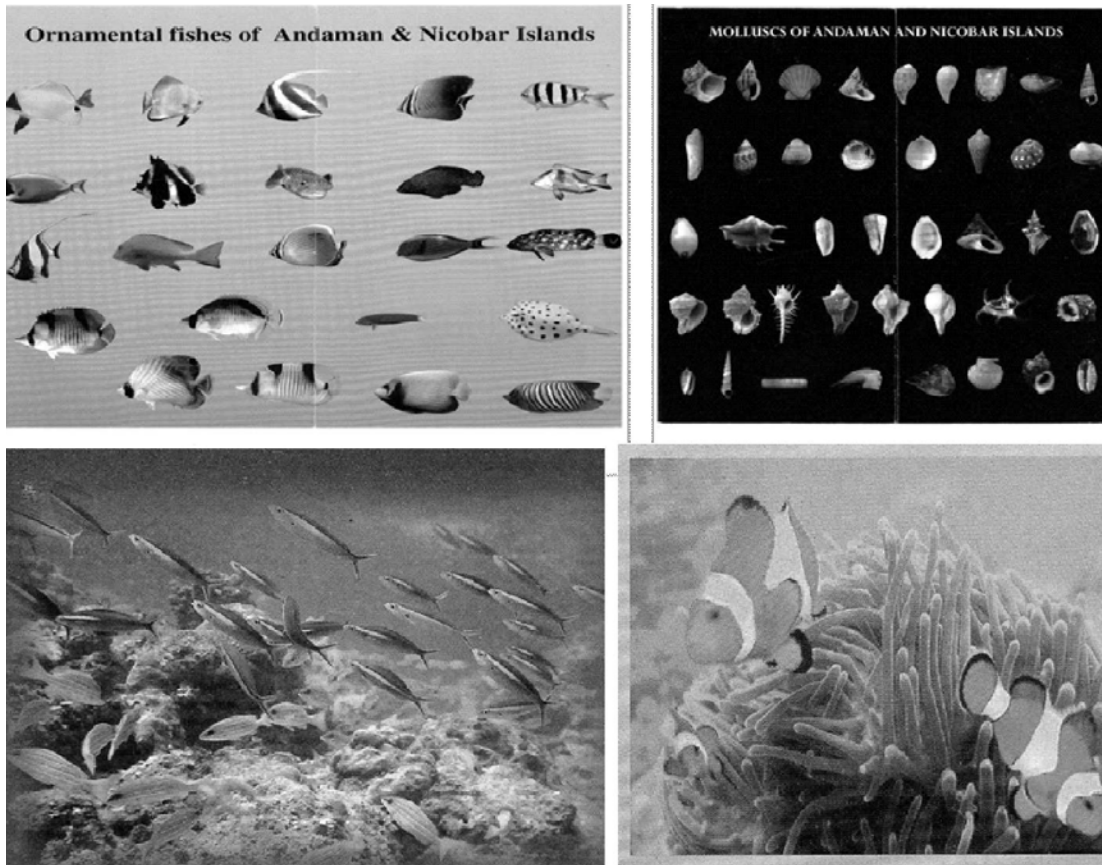 Ornamental fishes of Andaman & Nicobar Islands
MOLLUSCS OF ANDAMAN AND NICOBAR ISLANDS